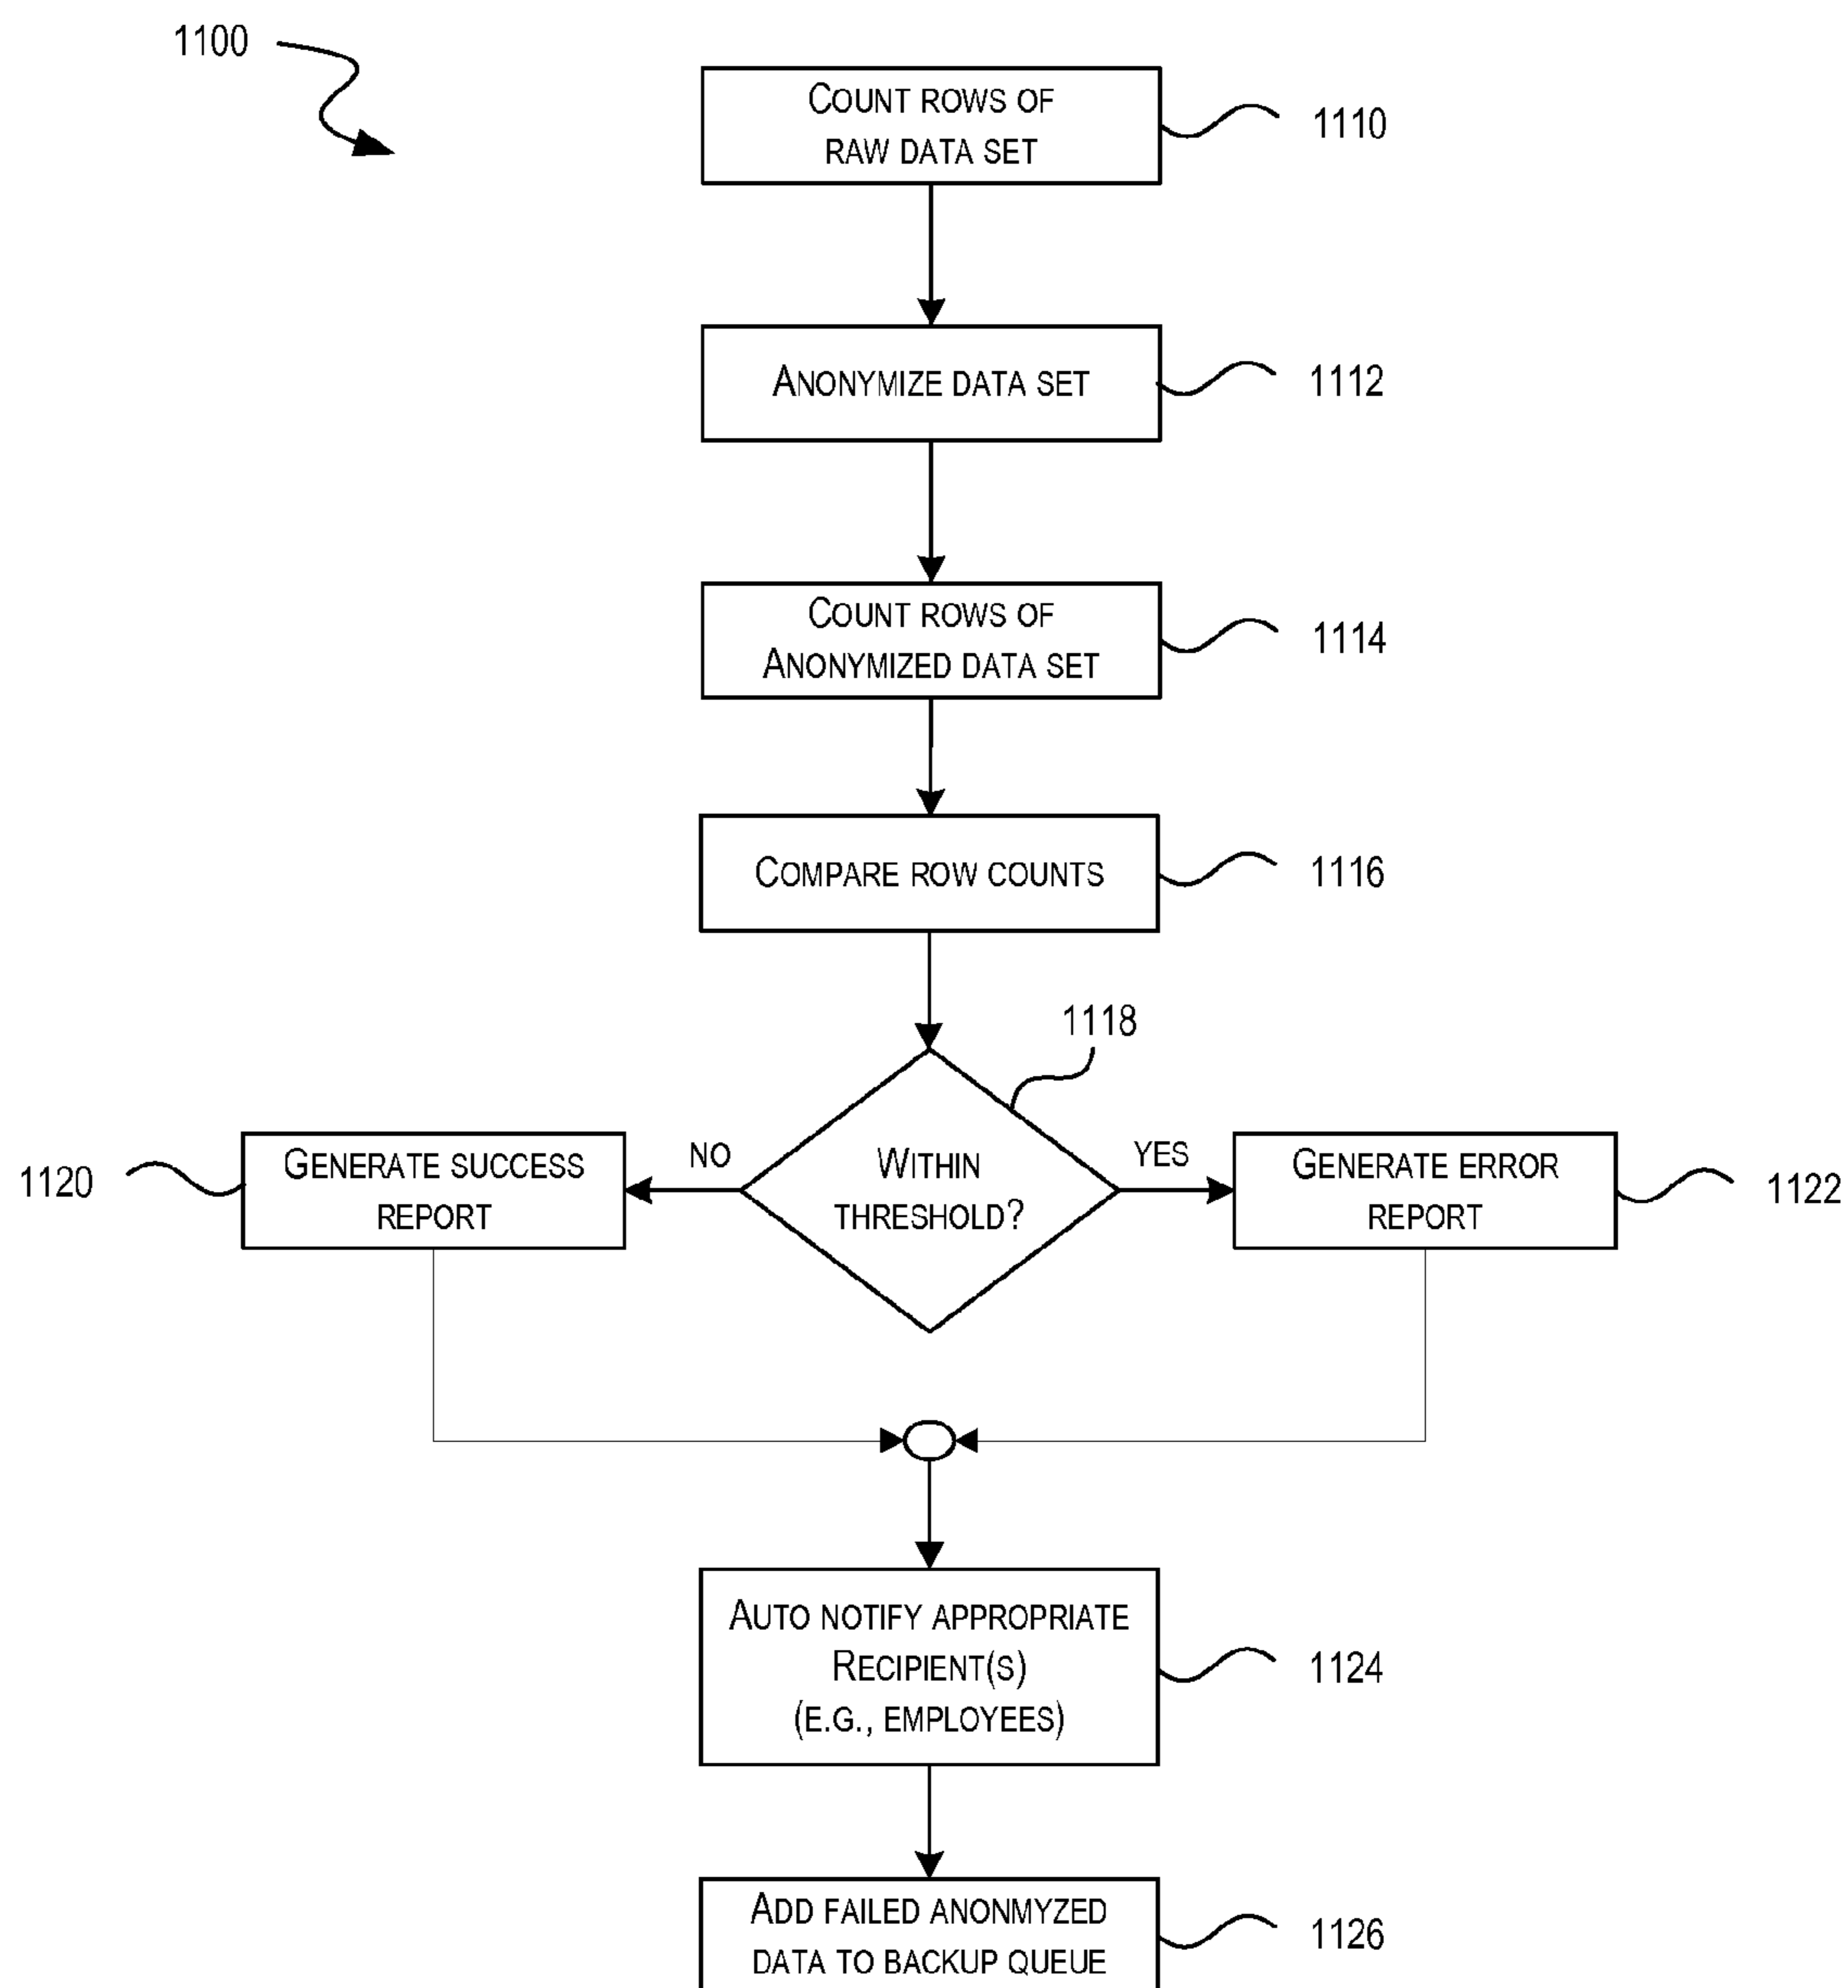 1100
COUNT ROWS OF
RAW DATA SET
1110
ANONYMIZE DATA SET
1112
COUNT ROWS OF
ANONYMIZED DATA SET
1114
COMPARE ROW COUNTS
1116
1118
WITHIN
THRESHOLD?
NO
YES
1120
GENERATE SUCCESS
REPORT
GENERATE ERROR
REPORT
1122
AUTO NOTIFY APPROPRIATE
RECIPIENT(S)
(E.G., EMPLOYEES)
1124
ADD FAILED ANONMYZED
DATA TO BACKUP QUEUE
1126